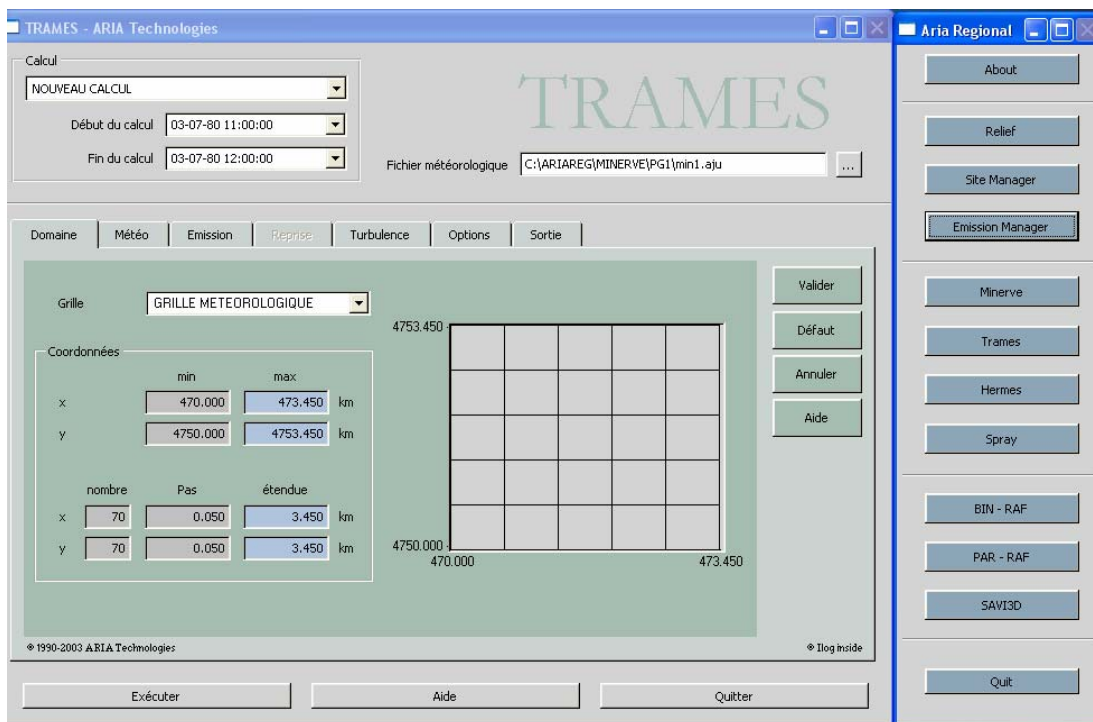 TRAMES - ARIA Technologies
Calcul
NOUVEAU CALCUL
Début du calcul 03-07-80 11:00:00
Fin du calcul 03-07-80 12:00:00
TRAMES
Fichier météorologique C:\ARIAREG\MINERVE\PG1\min1.aju ...
Domaine Météo Emission Reprise Turbulence Options Sortie
Grille GRILLE METEOROLOGIQUE
Coordonnées
min max
x 470.000 473.450 km
y 4750.000 4753.450 km
nombre Pas étendue
x 70 0.050 3.450 km
y 70 0.050 3.450 km
4753.450
4750.000
470.000 473.450
Valider
Défaut
Annuler
Aide
© 1990-2003 ARIA Technologies
© Ilog inside
Exécuter Aide Quitter
Aria Regional
About
Relief
Site Manager
Emission Manager
Minerve
Trames
Hermes
Spray
BIN - RAF
PAR - RAF
SAVI3D
Quit